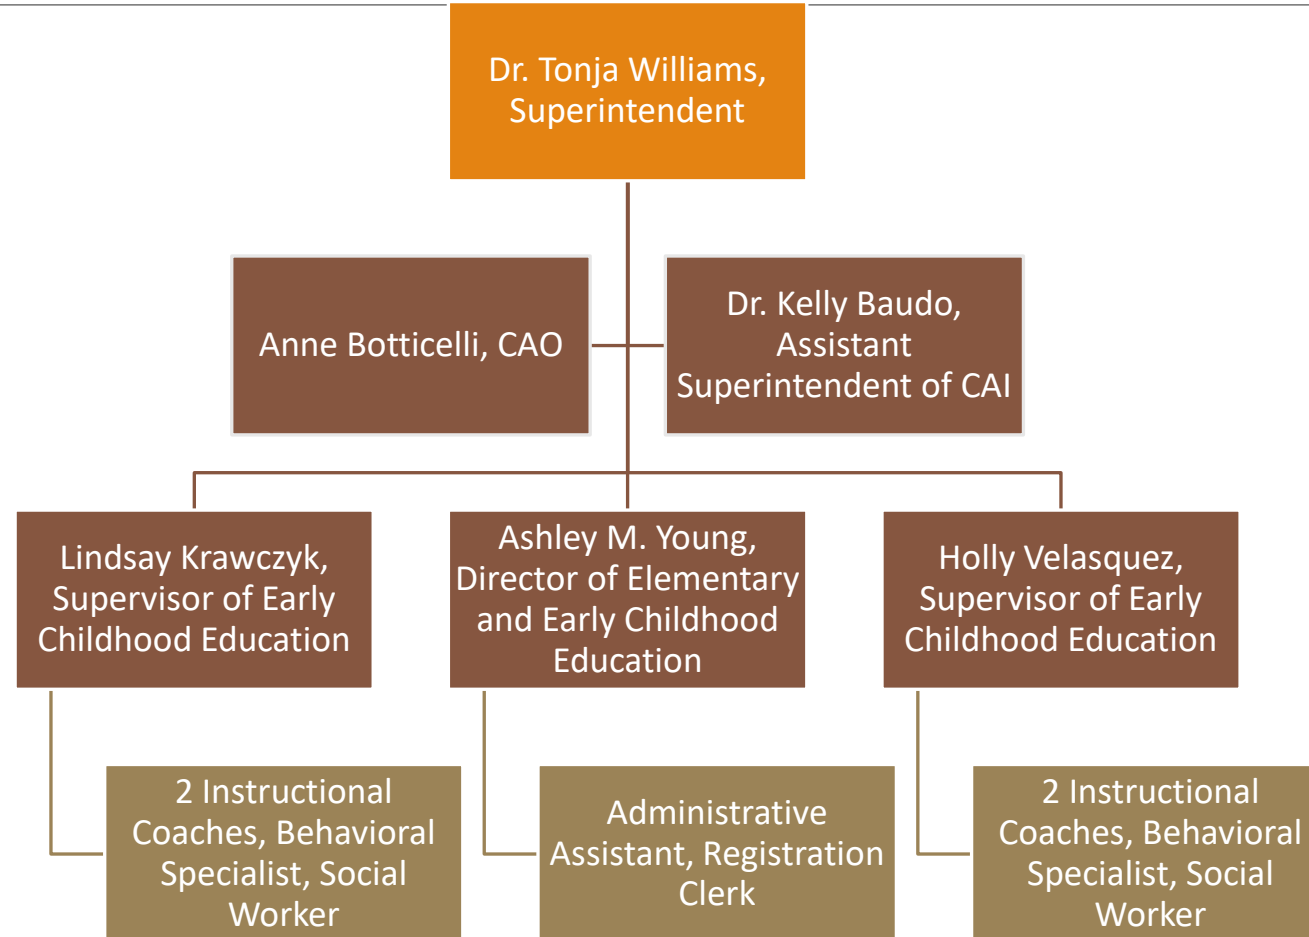 Dr. Tonja Williams,
Superintendent
Anne Botticelli, CAO
Dr. Kelly Baudo,
Assistant
Superintendent of CAI
Lindsay Krawczyk,
Supervisor of Early
Childhood Education
Ashley M. Young,
Director of Elementary
and Early Childhood
Education
Holly Velasquez,
Supervisor of Early
Childhood Education
2 Instructional
Coaches, Behavioral
Specialist, Social
Worker
Administrative
Assistant, Registration
Clerk
2 Instructional
Coaches, Behavioral
Specialist, Social
Worker